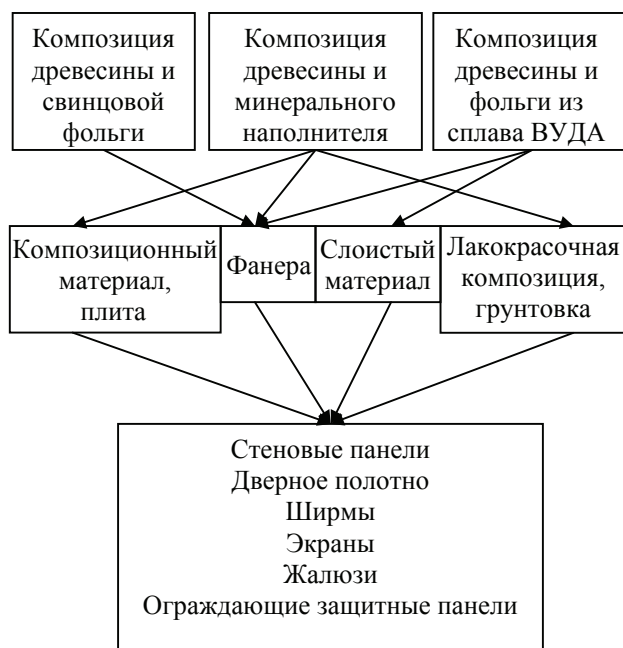 Композиция
древесины и
свинцовой
фольги
Композиция
древесины и
минерального
наполнителя
Композиция
древесины и
фольги из
сплава ВУДА
Композиционный
материал,
плита
Фанера
Слоистый
материал
Лакокрасочная
композиция,
грунтовка
Стеновые панели
Дверное полотно
Ширмы
Экраны
Жалюзи
Ограждающие защитные панели